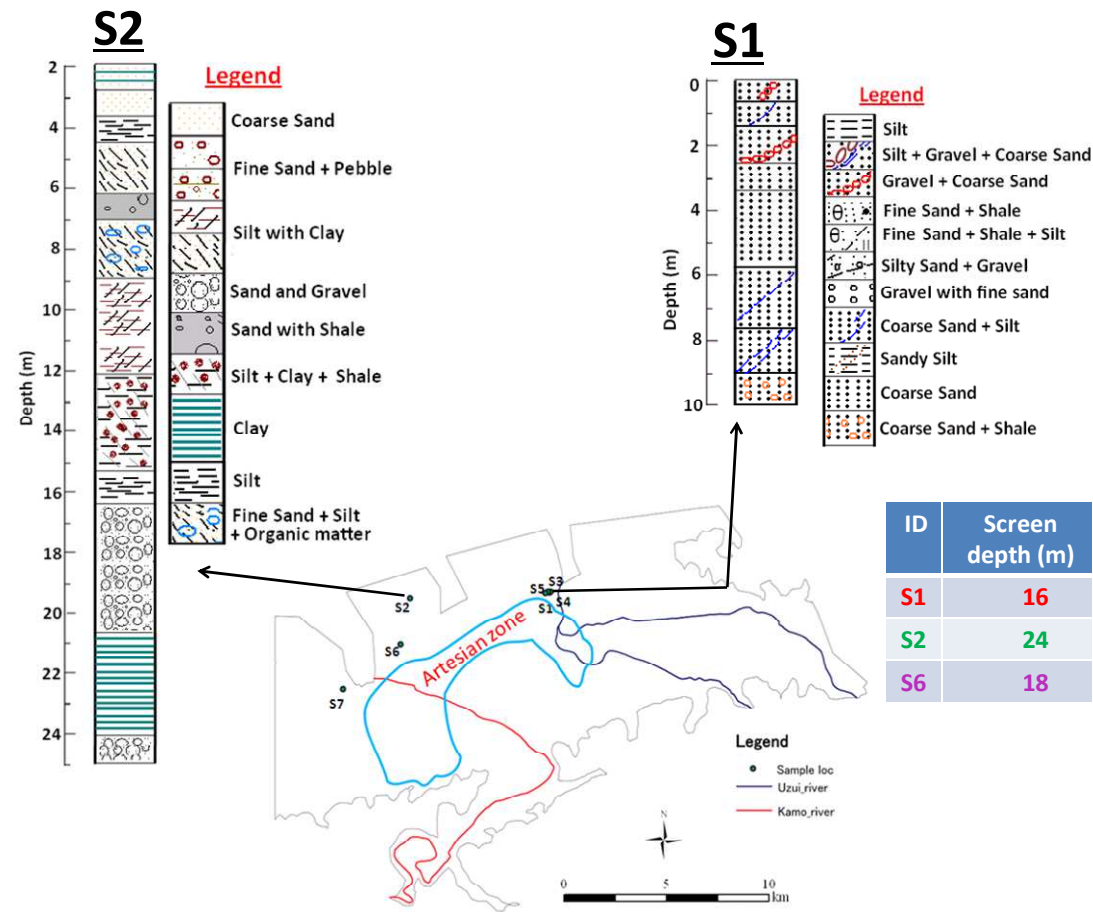 S2
S1
Legend
Coarse Sand
Fine Sand + Pebble
Silt with Clay
Sand and Gravel
Sand with Shale
Silt + Clay + Shale
Clay
Silt
Fine Sand + Silt
+ Organic matter
Depth (m)
2
4
6
8
10
12
14
16
18
20
22
24
Legend
Silt
Silt + Gravel + Coarse Sand
Gravel + Coarse Sand
Fine Sand + Shale
Fine Sand + Shale + Silt
Silty Sand + Gravel
Gravel with fine sand
Coarse Sand + Silt
Sandy Silt
Coarse Sand
Coarse Sand + Shale
Depth (m)
0
2
4
6
8
10
ID Screen
depth (m)
S1 16
S2 24
S6 18
S2
S5 S3
S1 S4
S6
S7
Artesian zone
Legend
Sample loc
Uzui_river
Kamo_river
N
0 5 10
km